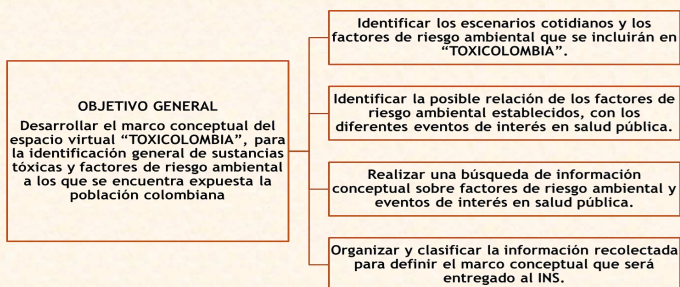 OBJETIVO GENERAL
Desarrollar el marco conceptual del
espacio virtual “TOXICOLOMBIA”, para
la identificación general de sustancias
tóxicas y factores de riesgo ambiental
a los que se encuentra expuesta la
población colombiana
Identificar los escenarios cotidianos y los
factores de riesgo ambiental que se incluirán en
“TOXICOLOMBIA”.
Identificar la posible relación de los factores de
riesgo ambiental establecidos, con los
diferentes eventos de interés en salud pública.
Realizar una búsqueda de información
conceptual sobre factores de riesgo ambiental y
eventos de interés en salud pública.
Organizar y clasificar la información recolectada
para definir el marco conceptual que será
entregado al INS.